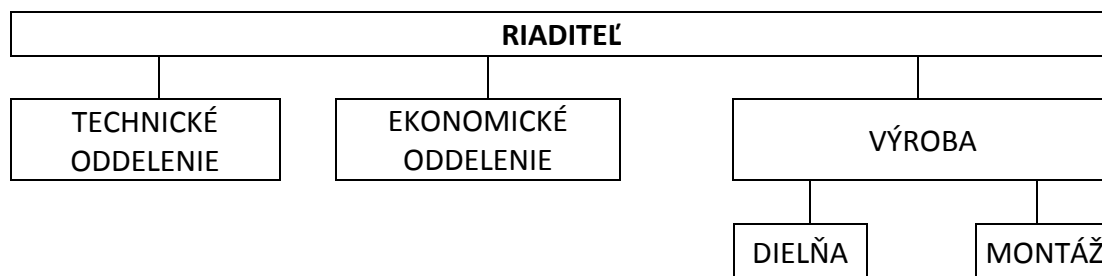 RIADITEĽ
TECHNICKÉ
ODDELENIE
EKONOMICKÉ
ODDELENIE
VÝROBA
DIELŇA
MONTÁŽ